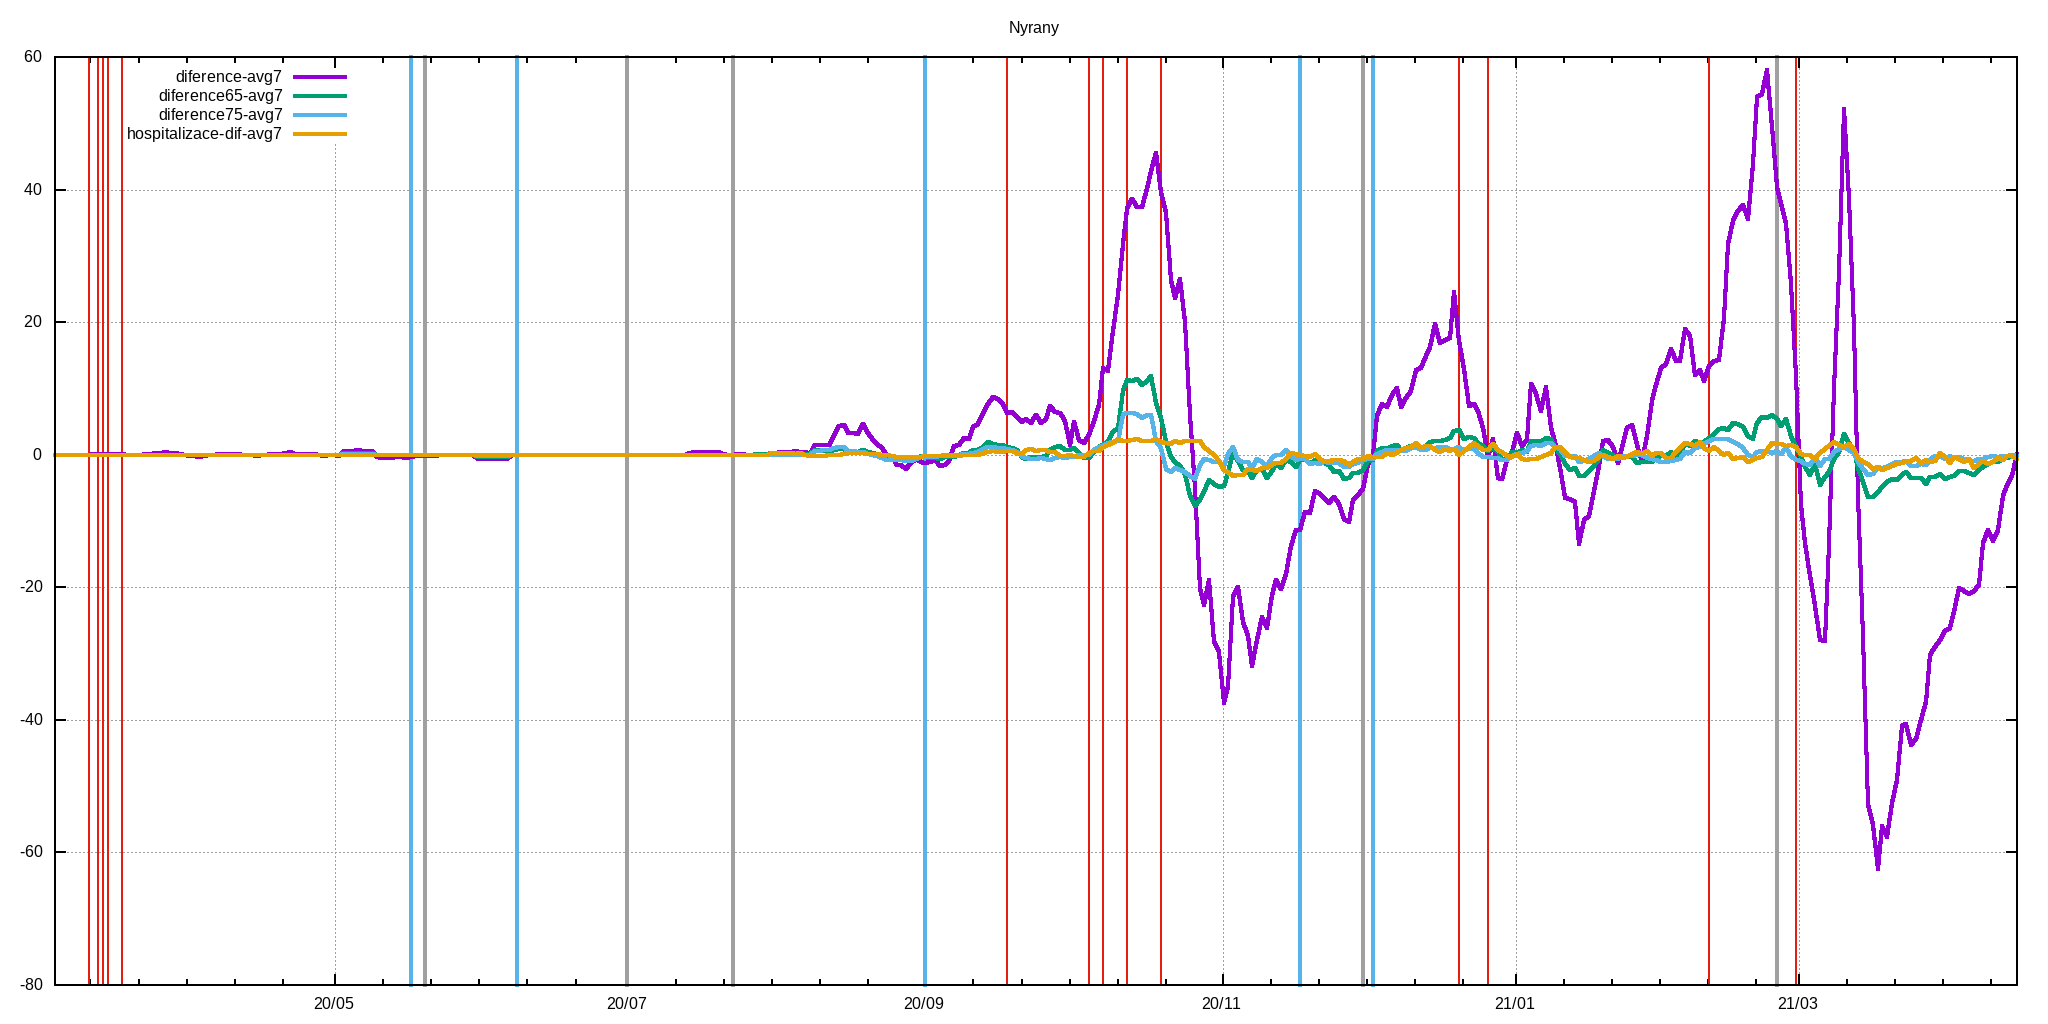 Nyrany
60
diference-avg7
diference65-avg7
diference75-avg7
hospitalizace-dif-avg7
40
20
0
-20
-40
-60
-80
20/05 20/07 20/09 20/11 21/01 21/03